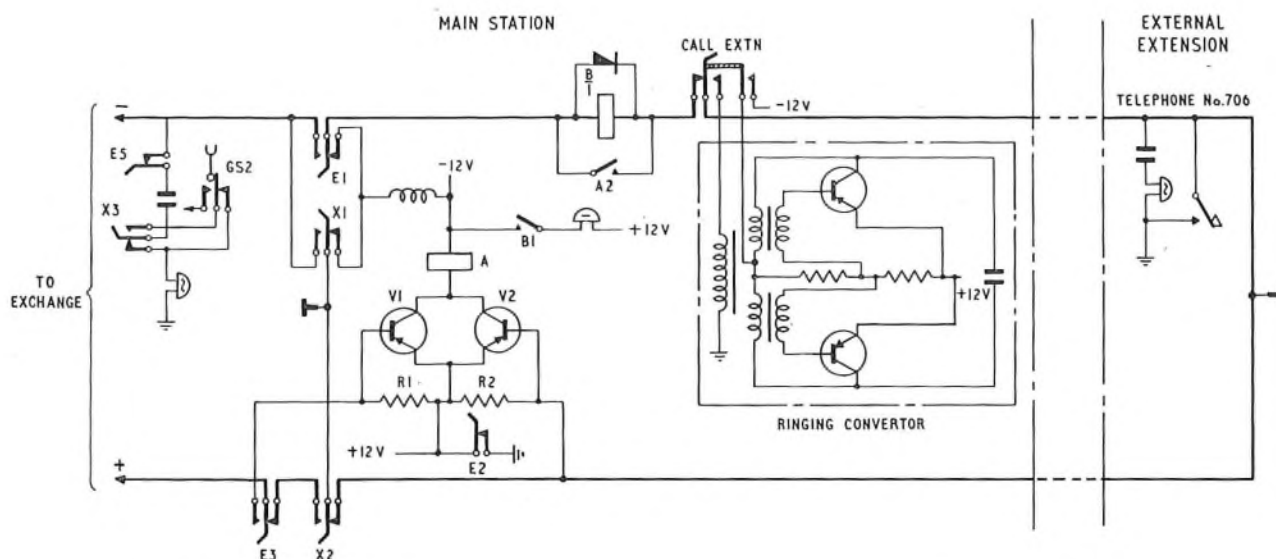 MAIN STATION
EXTERNAL
EXTENSION
CALL EXTN
B
1
-12V
TELEPHONE No.706
−
E5
GS2
E1
-12V
A2
X3
X1
B1
+12V
A
TO
EXCHANGE
V1
V2
+12V
R1
R2
RINGING CONVERTOR
+12V
E2
+
E3
X2